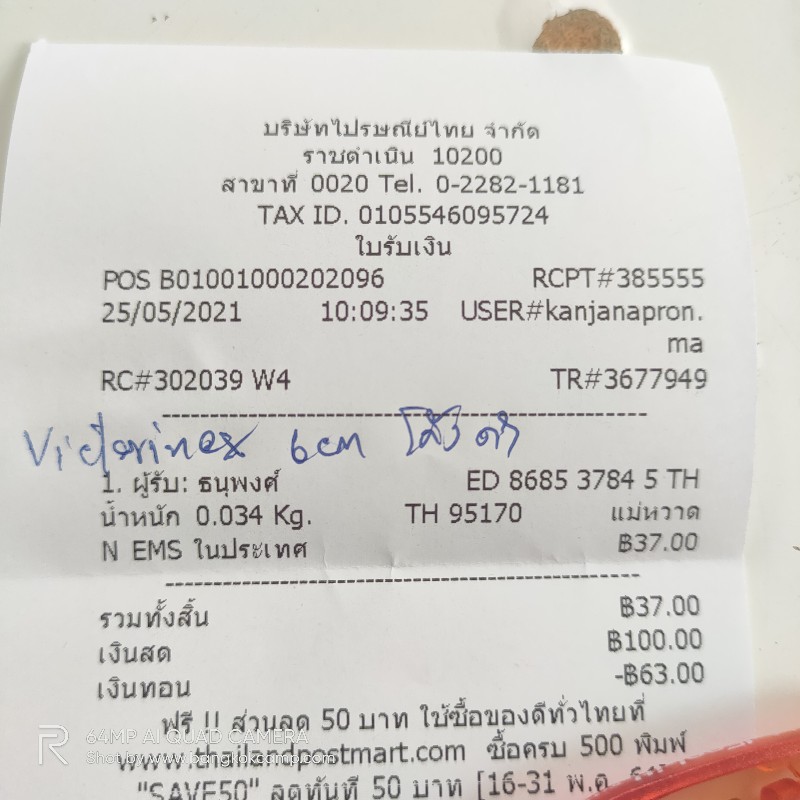 บริษัทไปรษณีย์ไทย จำกัด
ราชดำเนิน 10200
สาขาที่ 0020 Tel. 0-2282-1181
TAX ID. 0105546095724
ใบรับเงิน
POS B01001000202096 RCPT#385555
25/05/2021 10:09:35 USER#kanjanapron.
ma
RC#302039 W4 TR#3677949
Victorinox 6cm ดำ
1. ผู้รับ: ธนุพงศ์ ED 8685 3784 5 TH
น้ำหนัก 0.034 Kg. TH 95170 แม่หวาด
N EMS ในประเทศ ฿37.00
รวมทั้งสิ้น ฿37.00
เงินสด ฿100.00
เงินทอน -฿63.00
ฟรี !! ส่วนลด 50 บาท ใช้ซื้อของดีทั่วไทยที่
www.thailandpostmart.com ซื้อครบ 500 พิมพ์
"SAVE50" ลดทันที 50 บาท [16-31 พ.ค. 64]
64MP AI QUAD CAMERA
Shot by www.bangkokcamp.com